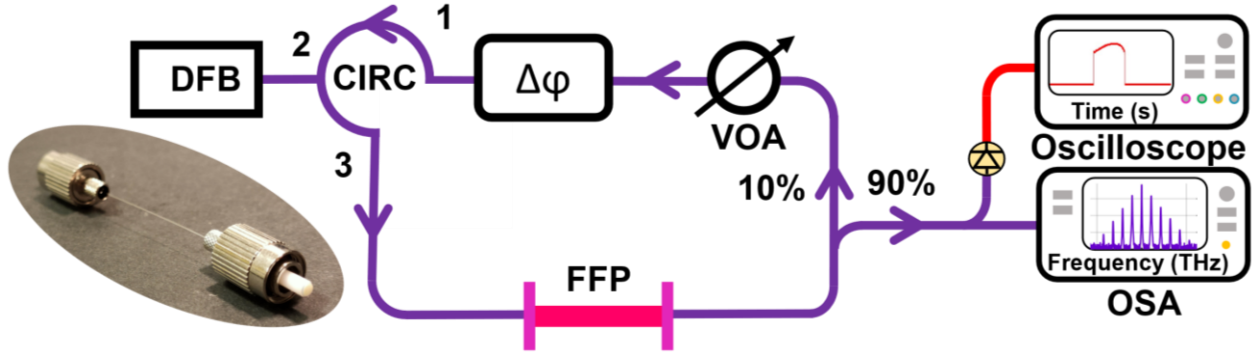 1
2
DFB
CIRC
Δφ
VOA
3
10%
90%
FFP
Time (s)
Oscilloscope
Frequency (THz)
OSA